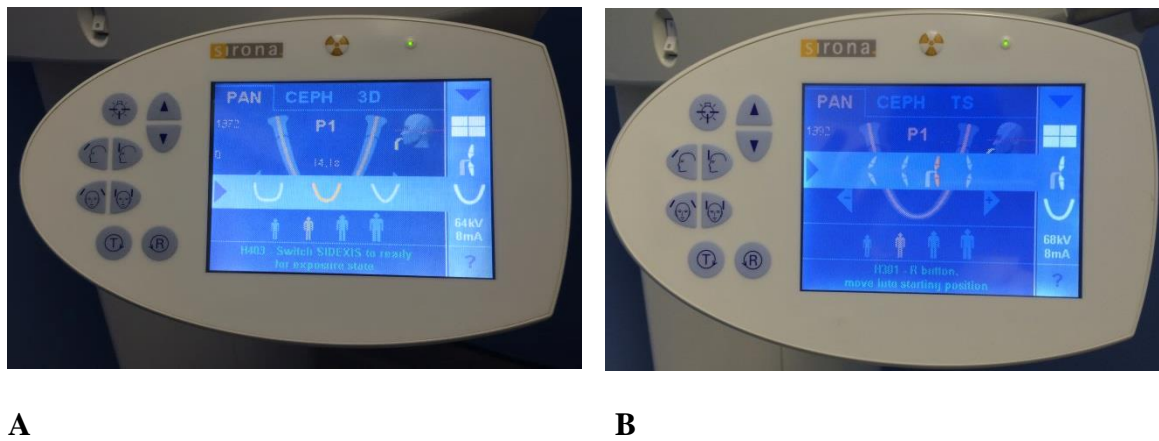 sirona.
PAN CEPH 3D
1372
P1
0
14,1s
64kV
8mA
H403 - Switch SIDEXIS to ready
for exposure state
?
T
R
sirona.
PAN CEPH TS
1392
P1
68kV
8mA
H301 - R button,
move into starting position
?
T
R
A
B